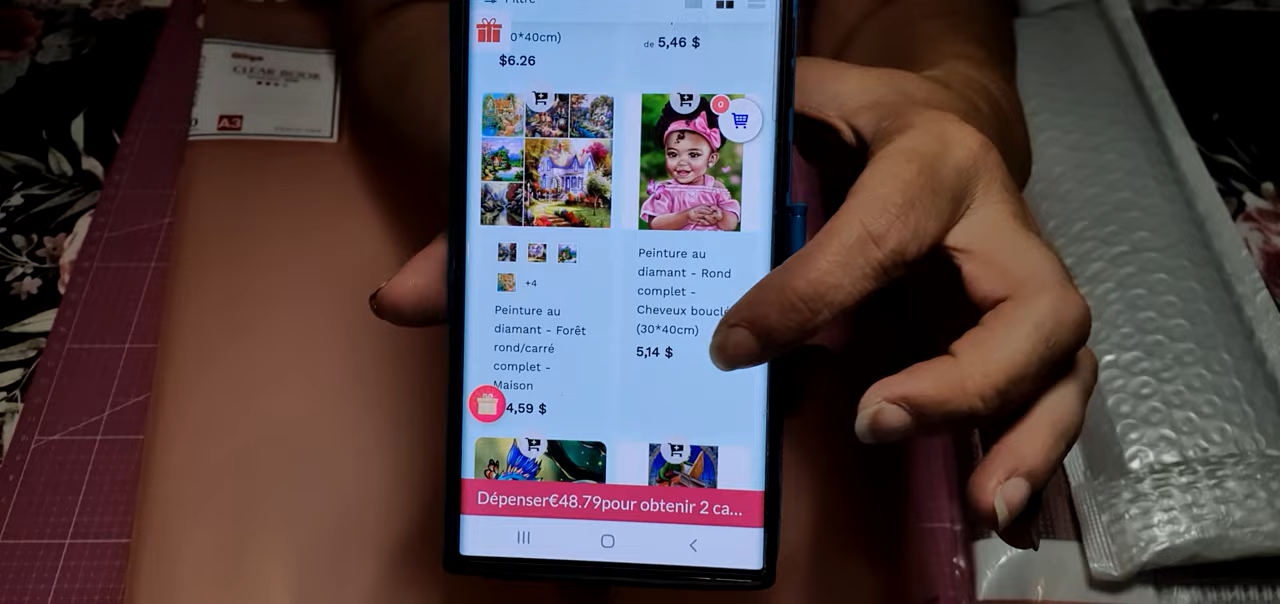 Filtre
0*40cm)
$6.26
de 5,46 $
0
+4
Peinture au
diamant - Forêt
rond/carré
complet -
Maison
4,59 $
Peinture au
diamant - Rond
complet -
Cheveux bouclé
(30*40cm)
5,14 $
Dépenser€48.79pour obtenir 2 ca...
CLEAR BOOK
A3